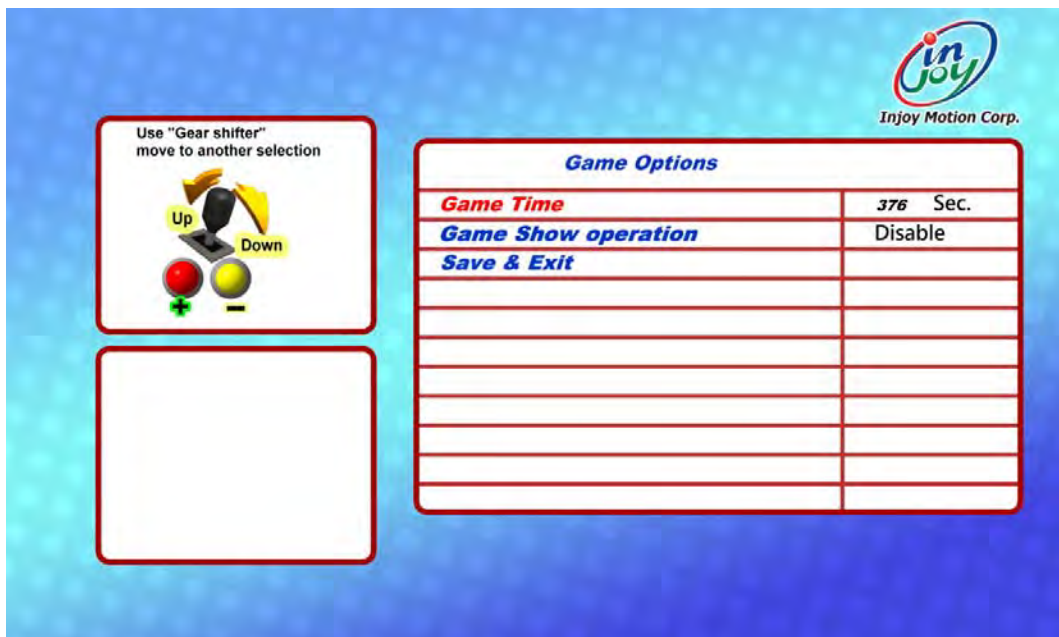 in
joy
Injoy Motion Corp.
Use "Gear shifter"
move to another selection
Up
Down
+ −
Game Options
Game Time 376 Sec.
Game Show operation Disable
Save & Exit